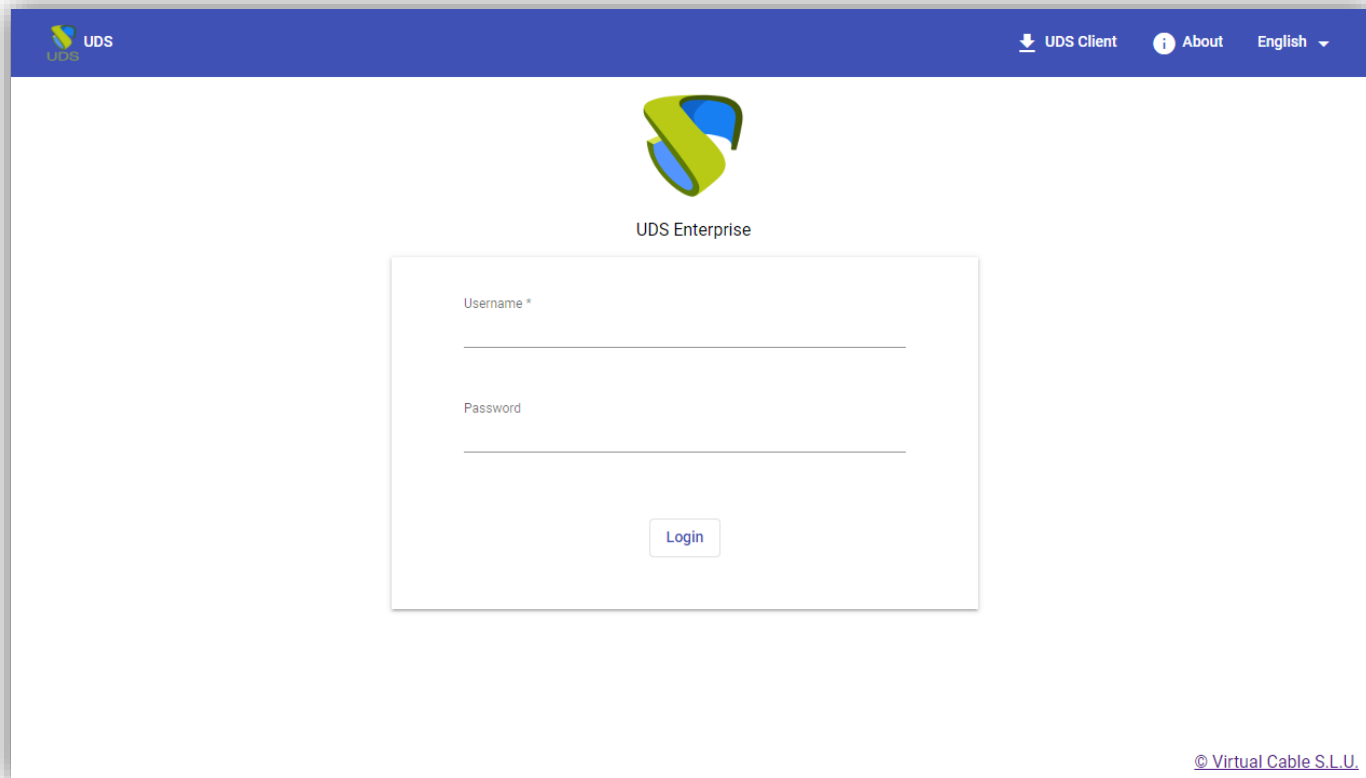 UDS UDS UDS Client i About English
UDS Enterprise
Username *
Password
Login
© Virtual Cable S.L.U.